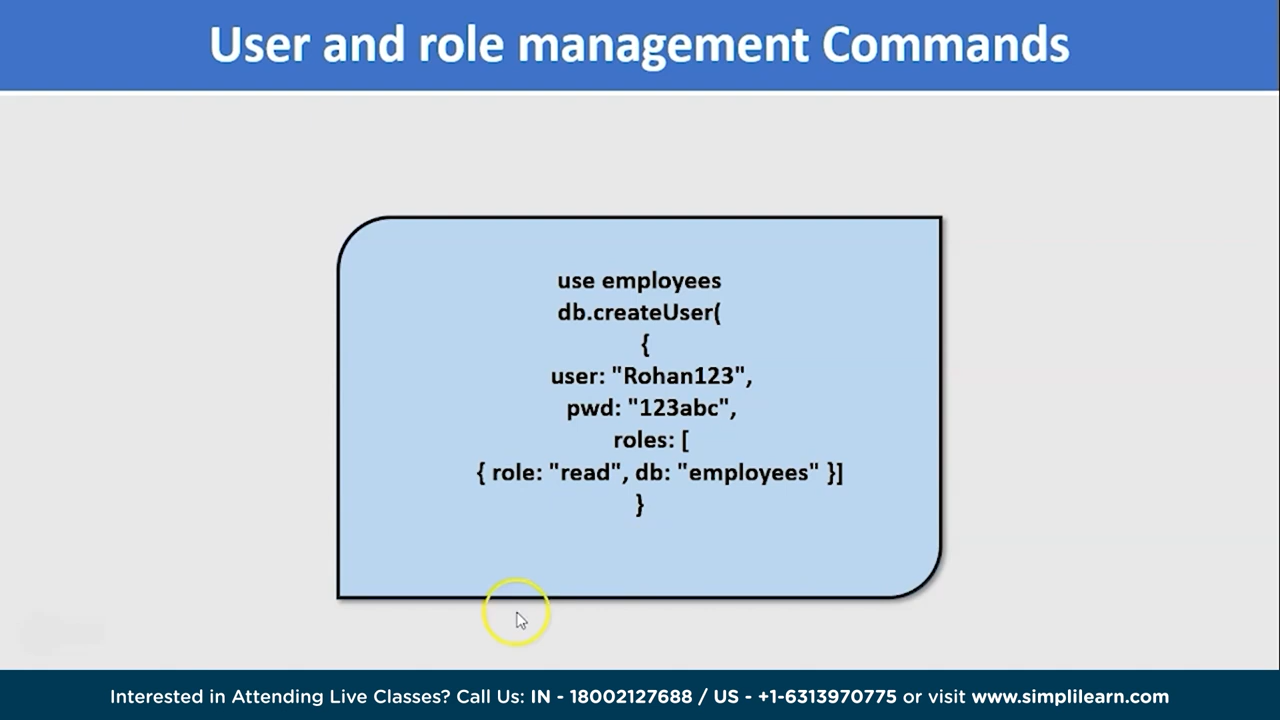 User and role management Commands
use employees
db.createUser(
{
user: "Rohan123",
pwd: "123abc",
roles: [
{ role: "read", db: "employees" }]
}
Interested in Attending Live Classes? Call Us: IN - 18002127688 / US - +1-6313970775 or visit www.simplilearn.com